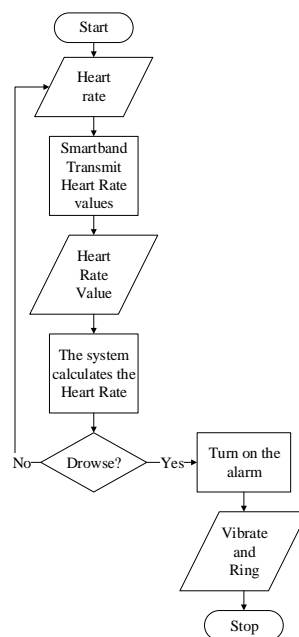 Start
Heart
rate
Smartband
Transmit
Heart Rate
values
Heart
Rate
Value
The system
calculates the
Heart Rate
No
Drowse?
Yes
Turn on the
alarm
Vibrate
and
Ring
Stop